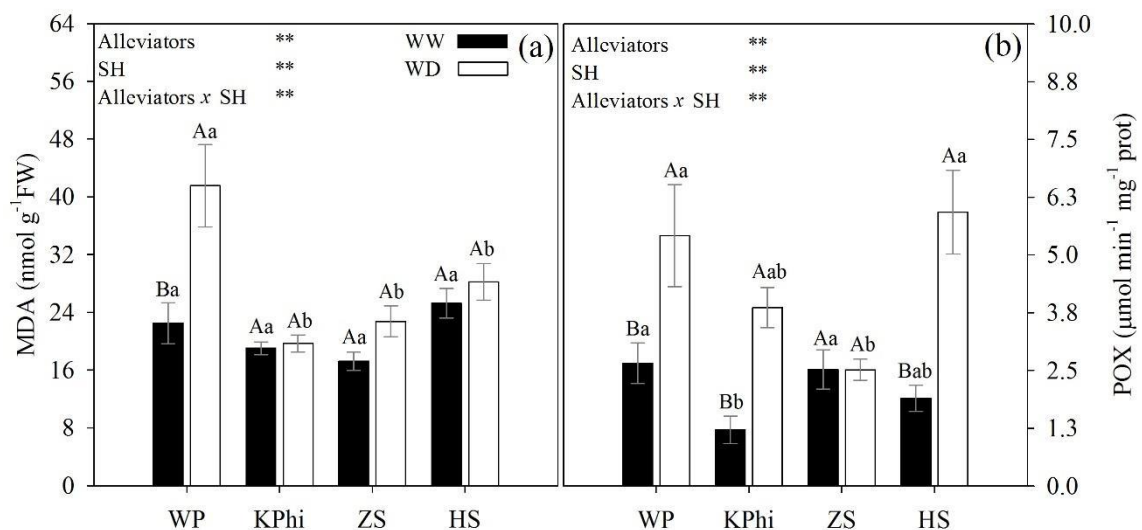 64
56
48
40
32
24
16
8
0
MDA (nmol g⁻¹FW)
Alleviators **
SH **
Alleviators x SH **
WW
WD
(a)
Aa
Ba
Aa
Ab
Aa
Ab
Aa
Ab
WP KPhi ZS HS
Alleviators **
SH **
Alleviators x SH **
(b)
Aa
Ba
Aab
Bb
Aa
Ab
Aa
Bab
WP KPhi ZS HS
10.0
8.8
7.5
6.3
5.0
3.8
2.5
1.3
0.0
POX (µmol min⁻¹ mg⁻¹ prot)